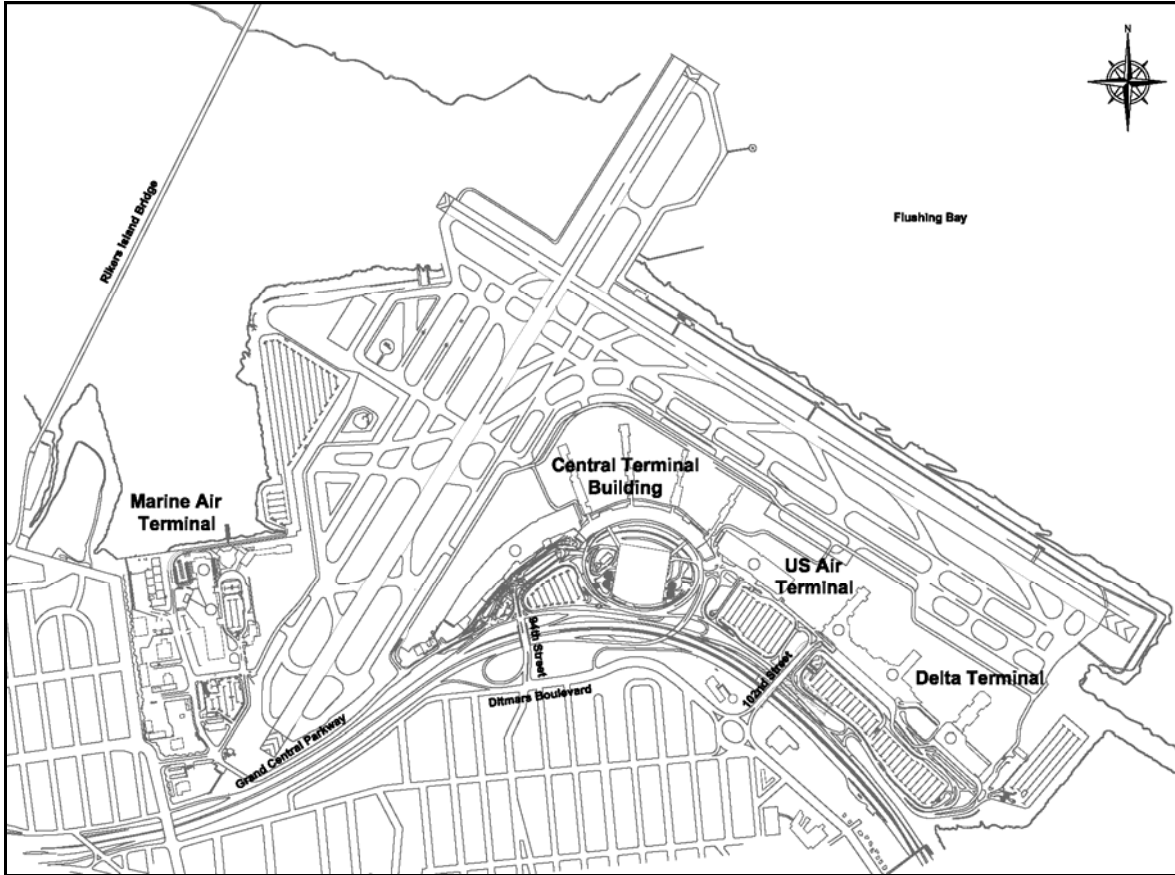 N
Flushing Bay
Rikers Island Bridge
Central Terminal
Building
Marine Air
Terminal
US Air
Terminal
94th Street
Delta Terminal
102nd Street
Ditmars Boulevard
Grand Central Parkway